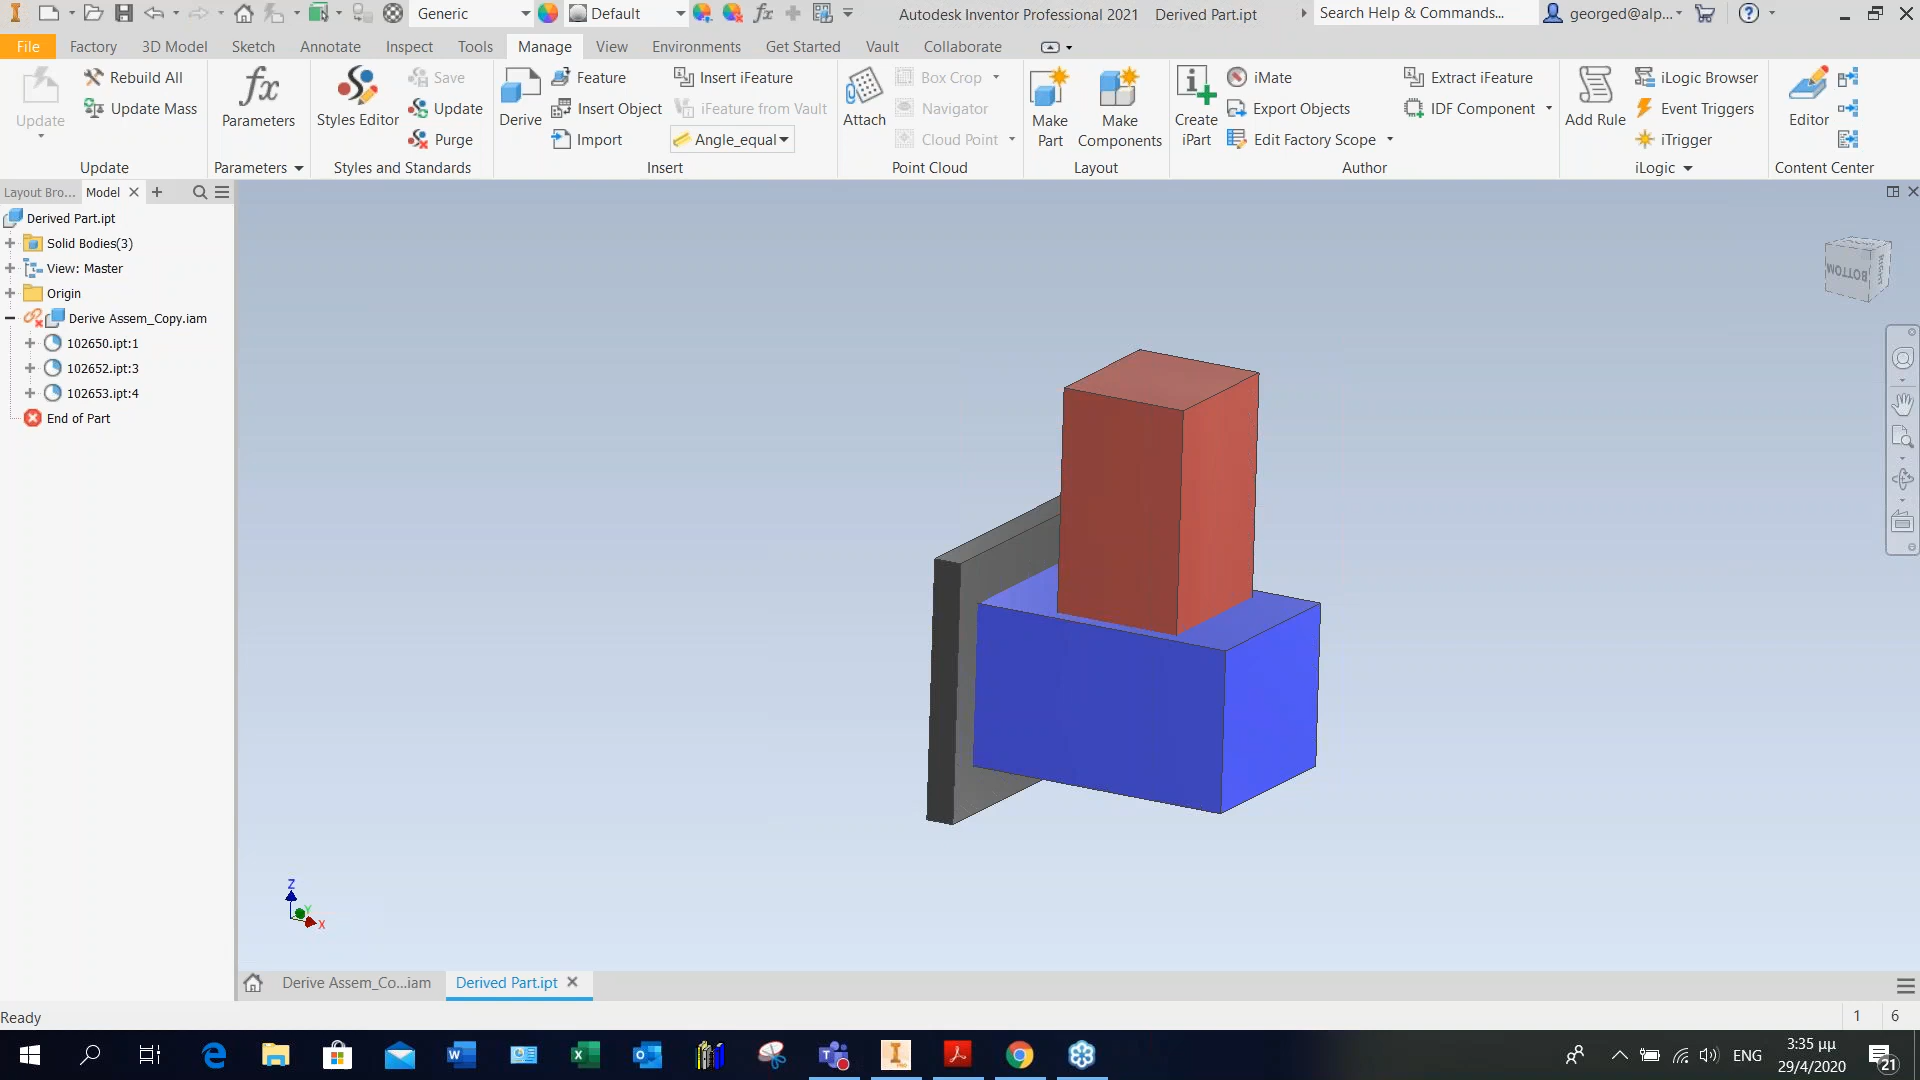 Generic
Default
fx
Autodesk Inventor Professional 2021 Derived Part.ipt
Search Help & Commands...
georged@alp...
File Factory 3D Model Sketch Annotate Inspect Tools Manage View Environments Get Started Vault Collaborate
Update
Rebuild All
Update Mass
Update
fx
Parameters
Parameters
Styles Editor
Save
Update
Purge
Styles and Standards
Derive
Feature
Insert Object
Import
Insert iFeature
iFeature from Vault
Angle_equal
Insert
Attach
Box Crop
Navigator
Cloud Point
Point Cloud
Make Part
Make Components
Layout
Create iPart
iMate
Export Objects
Edit Factory Scope
Extract iFeature
IDF Component
Author
Add Rule
iLogic Browser
Event Triggers
iTrigger
iLogic
Editor
Content Center
Layout Bro... Model
Derived Part.ipt
Solid Bodies(3)
View: Master
Origin
Derive Assem_Copy.iam
102650.ipt:1
102652.ipt:3
102653.ipt:4
End of Part
BOTTOM
RIGHT
Z
Y
X
Derive Assem_Co...iam Derived Part.ipt
Ready
1 6
ENG
3:35 μμ
29/4/2020
21